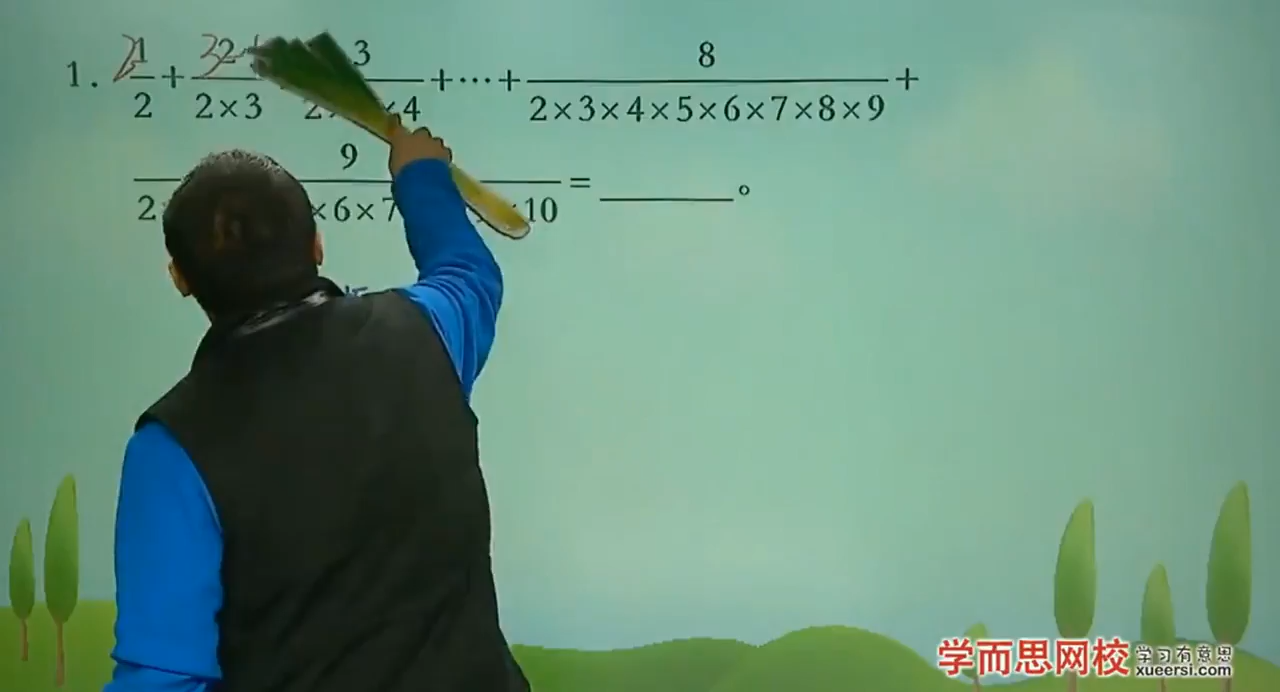 1. 1/2 + 2/2×3 3/2 ×4 +···+ 8/2×3×4×5×6×7×8×9 +
9/2 ×6×7 10 = ______。
学而思网校 学习有意思
xueersi.com